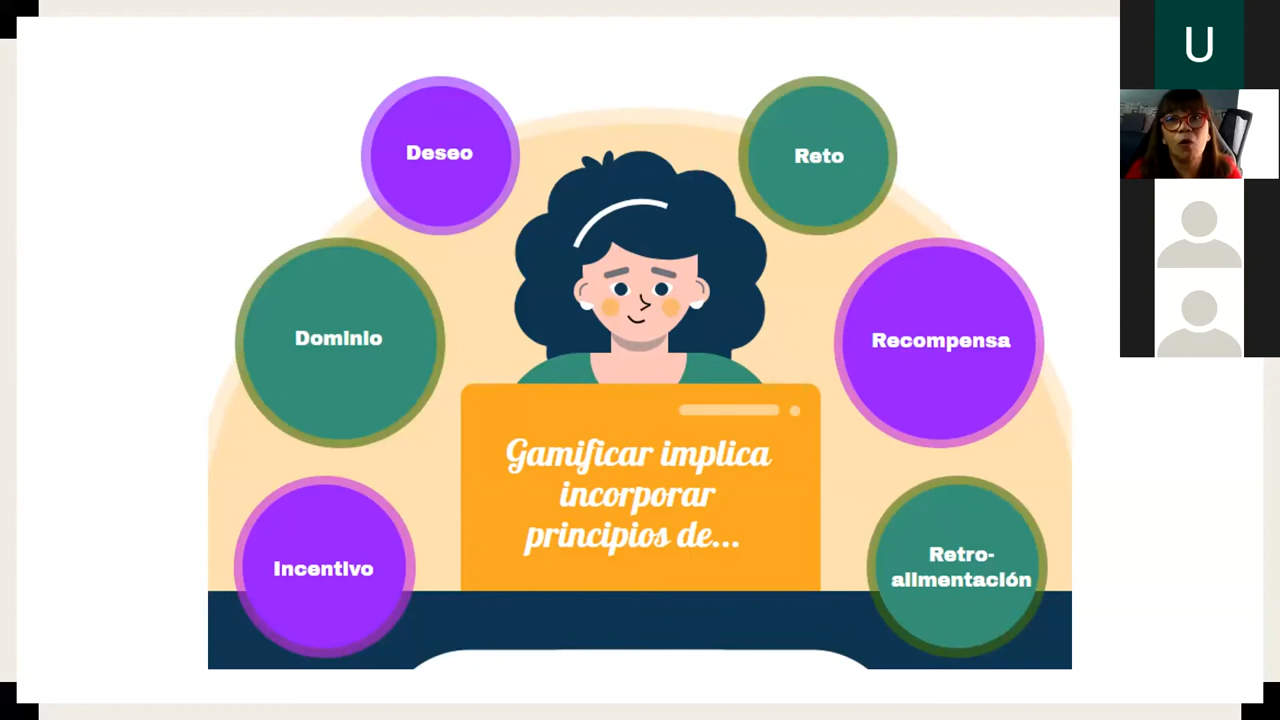 Deseo
Reto
Dominio
Recompensa
Gamificar implica
incorporar
principios de...
Incentivo
Retro-
alimentación
U